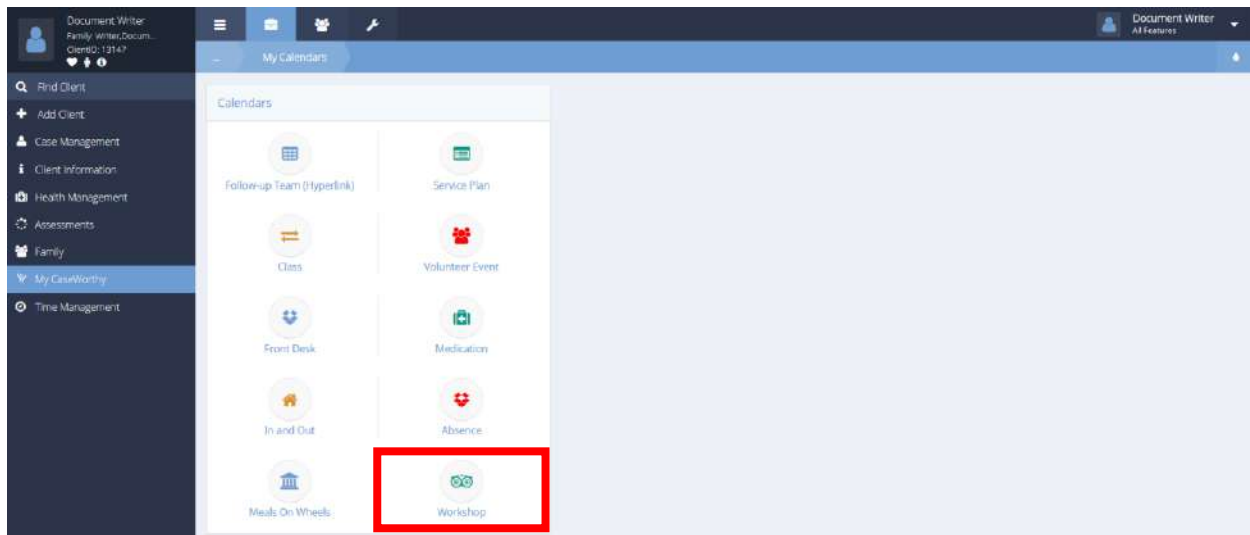 Document Writer
Family Writer,Docum...
ClientID: 13147
Find Client
Add Client
Case Management
Client Information
Health Management
Assessments
Family
My CaseWorthy
Time Management
Document Writer
All Features
...
My Calendars
Calendars
Follow-up Team (Hyperlink)
Service Plan
Class
Volunteer Event
Front Desk
Medication
In and Out
Absence
Meals On Wheels
Workshop